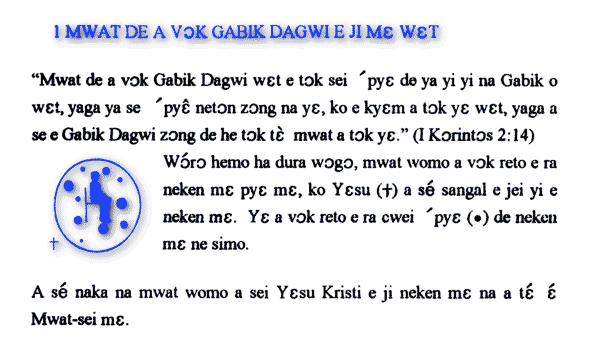 1 MWAT DE A VƆK GABIK DAGWI E JI MƐ WƐT
“Mwat de a vɔk Gabik Dagwi wɛt e tɔk sei ´pyɛ de ya yi yi na Gabik o
wɛt, yaga ya se ´pyɛ̂ netɔn zɔng na yɛ, ko e kyɛm a tɔk yɛ wɛt, yaga a
se e Gabik Dagwi zɔng de he tɔk tɛ̀ mwat a tɔk yɛ.” (I Kɔrintɔs 2:14)
Wɔ́rɔ hemo ha dura wɔgɔ, mwat womo a vɔk reto e ra
neken mɛ pyɛ mɛ, ko Yɛsu (✝) a sé sangal e jei yi e
neken mɛ. Yɛ a vɔk reto e ra cwei ´pyɛ (•) de neken
mɛ ne simo.
✝
A sé naka na mwat womo a sei Yɛsu Kristi e ji neken mɛ na a tɛ́ ɛ́
Mwat-sei mɛ.